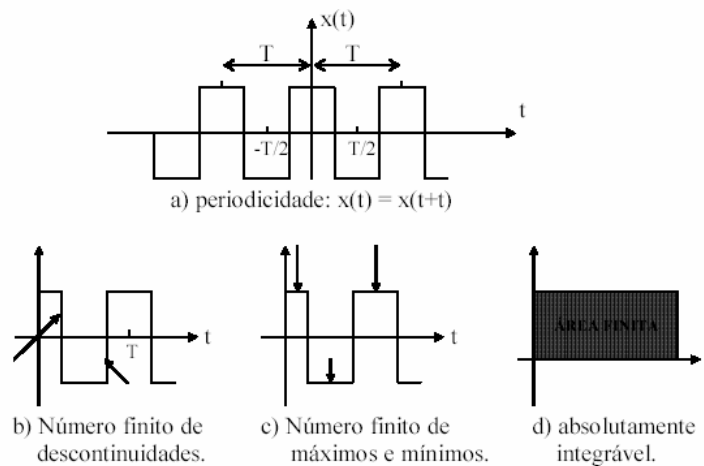 x(t)
T T
t
-T/2 T/2
a) periodicidade: x(t) = x(t+t)
t
T
b) Número finito de
descontinuidades.
t
c) Número finito de
máximos e mínimos.
ÁREA FINITA
d) absolutamente
integrável.